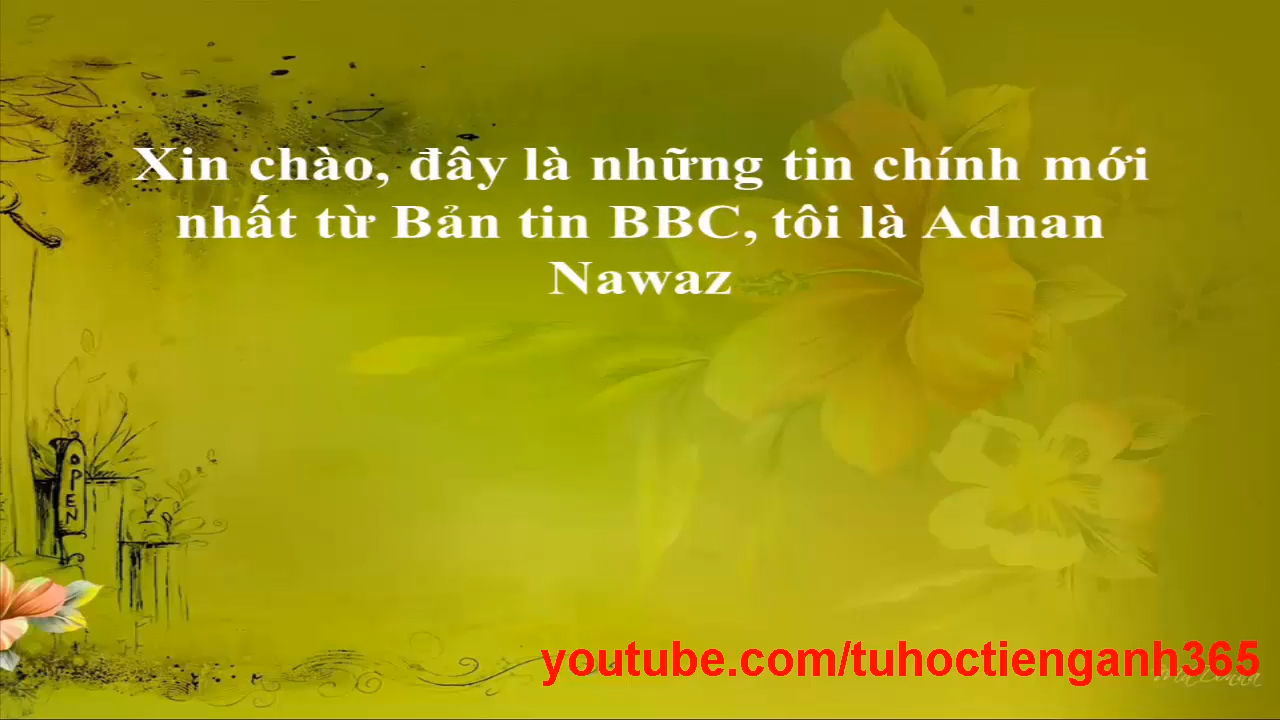 Xin chào, đây là những tin chính mới
nhất từ Bản tin BBC, tôi là Adnan
Nawaz
OPEN
youtube.com/tuhoctienganh365